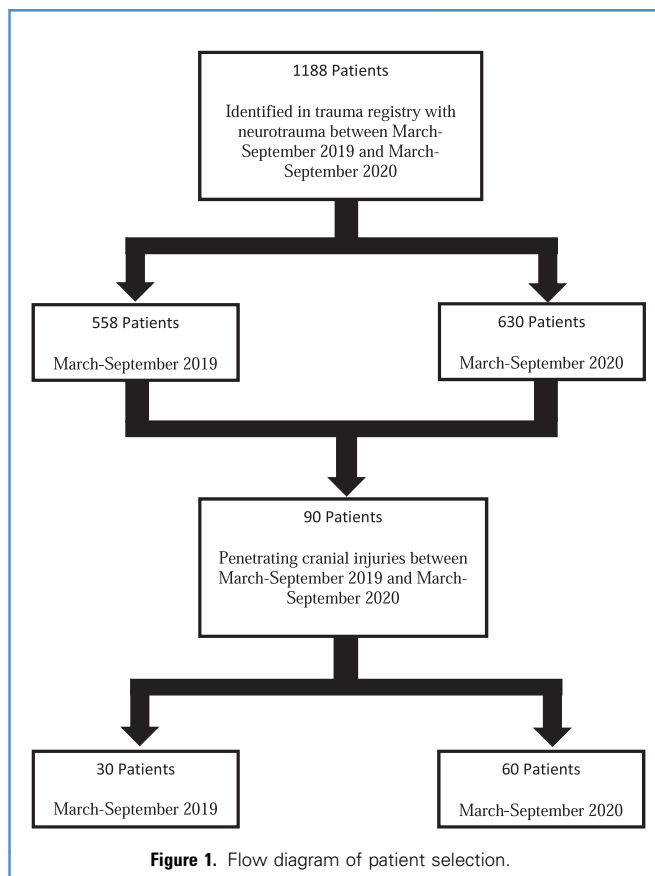 1188 Patients
Identified in trauma registry with
neurotrauma between March-
September 2019 and March-
September 2020
558 Patients
March-September 2019
630 Patients
March-September 2020
90 Patients
Penetrating cranial injuries between
March-September 2019 and March-
September 2020
30 Patients
March-September 2019
60 Patients
March-September 2020
Figure 1. Flow diagram of patient selection.